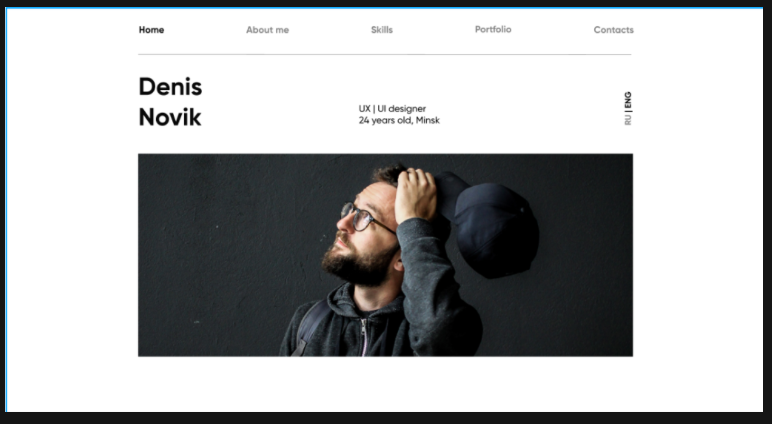 Home About me Skills Portfolio Contacts
Denis
Novik
UX | UI designer
24 years old, Minsk
RU | ENG